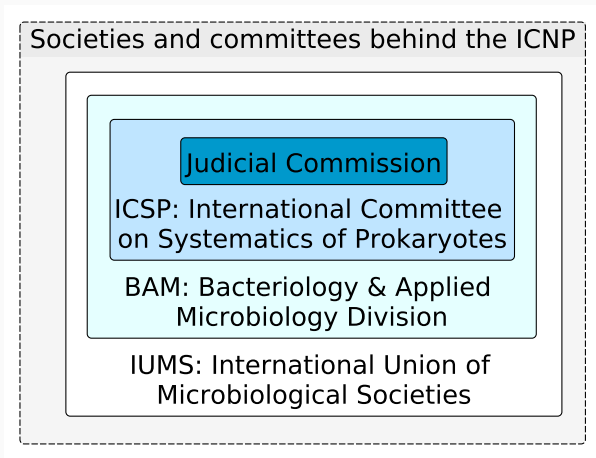 Societies and committees behind the ICNP
Judicial Commission
ICSP: International Committee
on Systematics of Prokaryotes
BAM: Bacteriology & Applied
Microbiology Division
IUMS: International Union of
Microbiological Societies